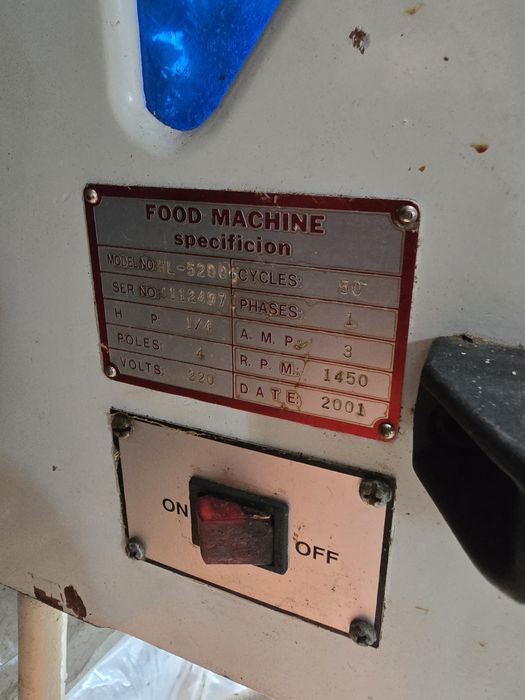 FOOD MACHINE
specificion
MODEL NO: HL-5200 CYCLES: 50
SER NO: PHASES: 1
H P. 1/4 A. M. P. 3
POLES: 4 R. P. M.: 1450
VOLTS: 220 DATE: 2001
ON OFF